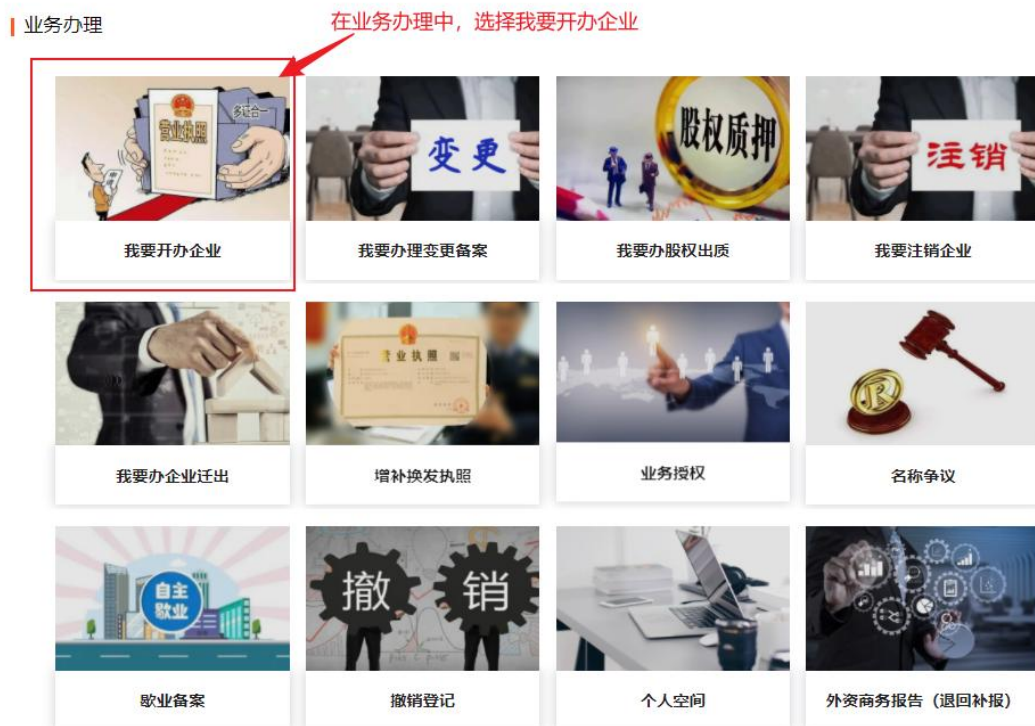 业务办理
在业务办理中，选择我要开办企业
多证合一
营业执照
变更
股权质押
注销
我要开办企业
我要办理变更备案
我要办股权出质
我要注销企业
营业执照
R
我要办企业迁出
增补换发执照
业务授权
名称争议
自主
歇业
撤
销
歇业备案
撤销登记
个人空间
外资商务报告（退回补报）